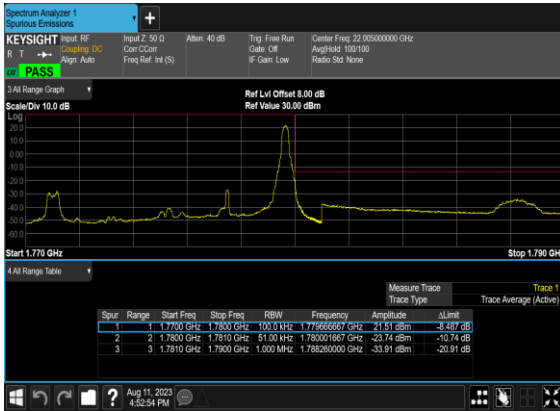 Spectrum Analyzer 1
Spurious Emissions
+
KEYSIGHT Input: RF Input Z: 50 Ω Atten: 40 dB Trig: Free Run Center Freq: 22.005000000 GHz
R T Coupling: DC Corr CCorr Gate: Off Avg|Hold: 100/100
Align: Auto Freq Ref: Int (S) IF Gain: Low Radio Std: None
PASS
3 All Range Graph
Ref Lvl Offset 8.00 dB
Scale/Div 10.0 dB Ref Value 30.00 dBm
Log
20.0
10.0
0.00
-10.0
-20.0
-30.0
-40.0
-50.0
-60.0
Start 1.770 GHz Stop 1.790 GH
4 All Range Table
Measure Trace Trace 1
Trace Type Trace Average (Active)
Spur Range Start Freq Stop Freq RBW Frequency Amplitude ΔLimit
1 1 1.7700 GHz 1.7800 GHz 100.0 kHz 1.779666667 GHz 21.51 dBm -8.487 dB
2 2 1.7800 GHz 1.7810 GHz 51.00 kHz 1.780001667 GHz -23.74 dBm -10.74 dB
3 3 1.7810 GHz 1.7900 GHz 1.000 MHz 1.788260000 GHz -33.91 dBm -20.91 dB
? Aug 11, 2023
4:52:54 PM